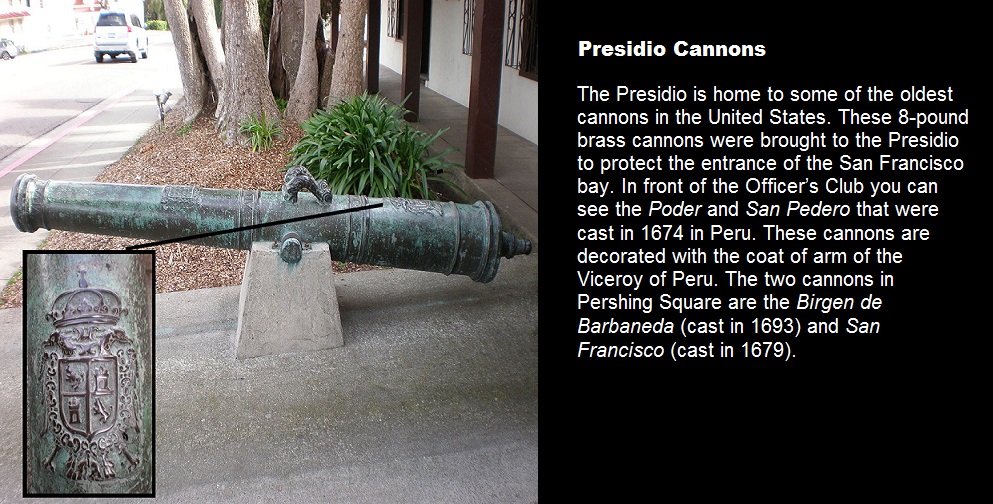 Presidio Cannons
The Presidio is home to some of the oldest
cannons in the United States. These 8-pound
brass cannons were brought to the Presidio
to protect the entrance of the San Francisco
bay. In front of the Officer’s Club you can
see the Poder and San Pedero that were
cast in 1674 in Peru. These cannons are
decorated with the coat of arm of the
Viceroy of Peru. The two cannons in
Pershing Square are the Birgen de
Barbaneda (cast in 1693) and San
Francisco (cast in 1679).